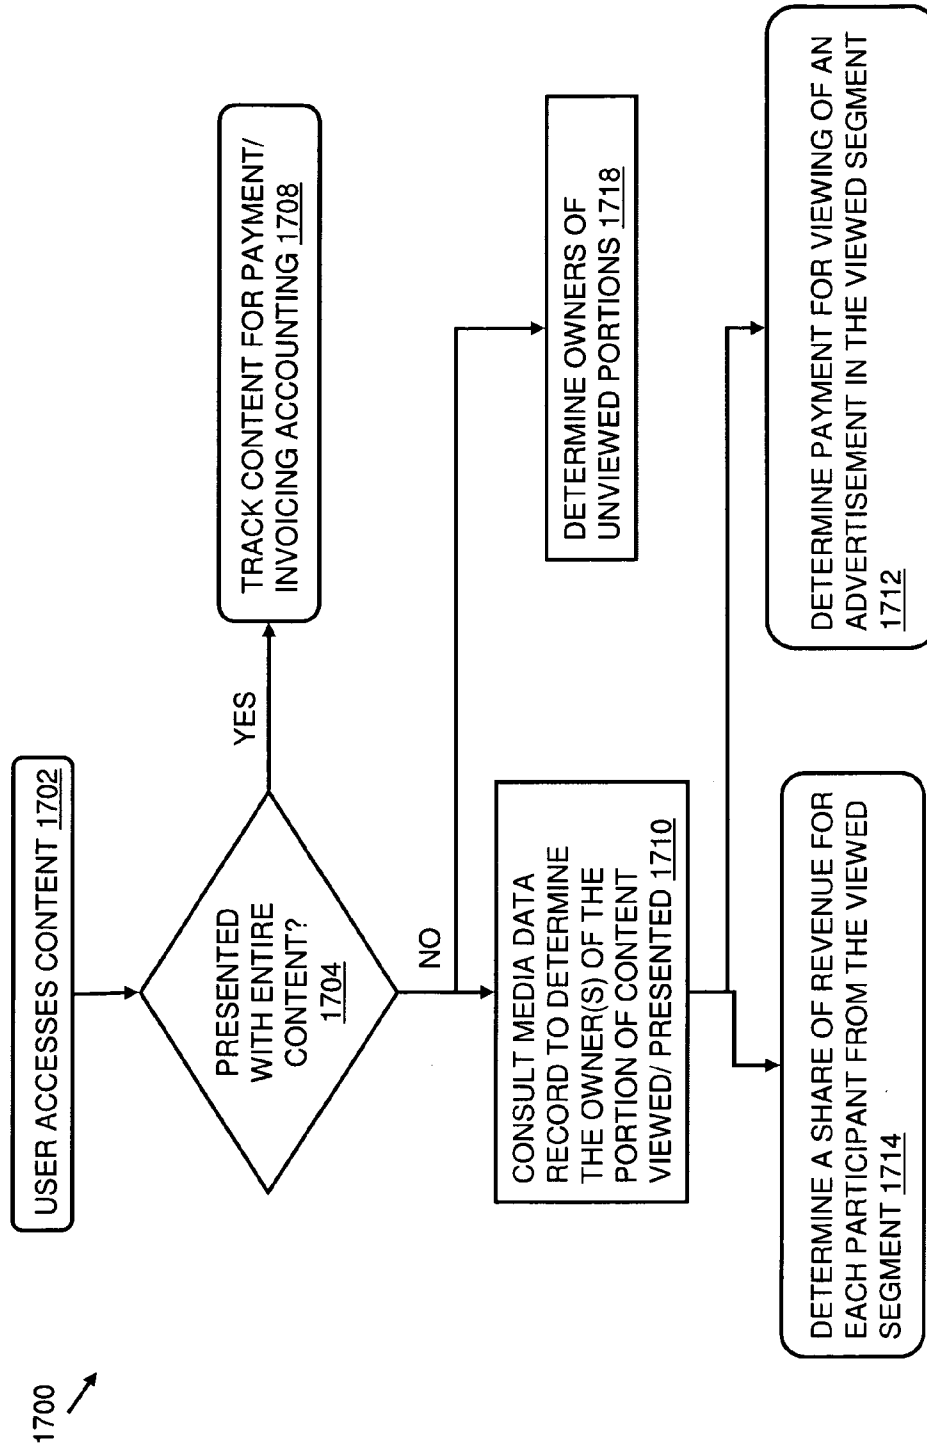 1700
USER ACCESSES CONTENT 1702
PRESENTED
WITH ENTIRE
CONTENT?
1704
YES
TRACK CONTENT FOR PAYMENT/
INVOICING ACCOUNTING 1708
NO
CONSULT MEDIA DATA
RECORD TO DETERMINE
THE OWNER(S) OF THE
PORTION OF CONTENT
VIEWED/ PRESENTED 1710
DETERMINE OWNERS OF
UNVIEWED PORTIONS 1718
DETERMINE A SHARE OF REVENUE FOR
EACH PARTICIPANT FROM THE VIEWED
SEGMENT 1714
DETERMINE PAYMENT FOR VIEWING OF AN
ADVERTISEMENT IN THE VIEWED SEGMENT
1712